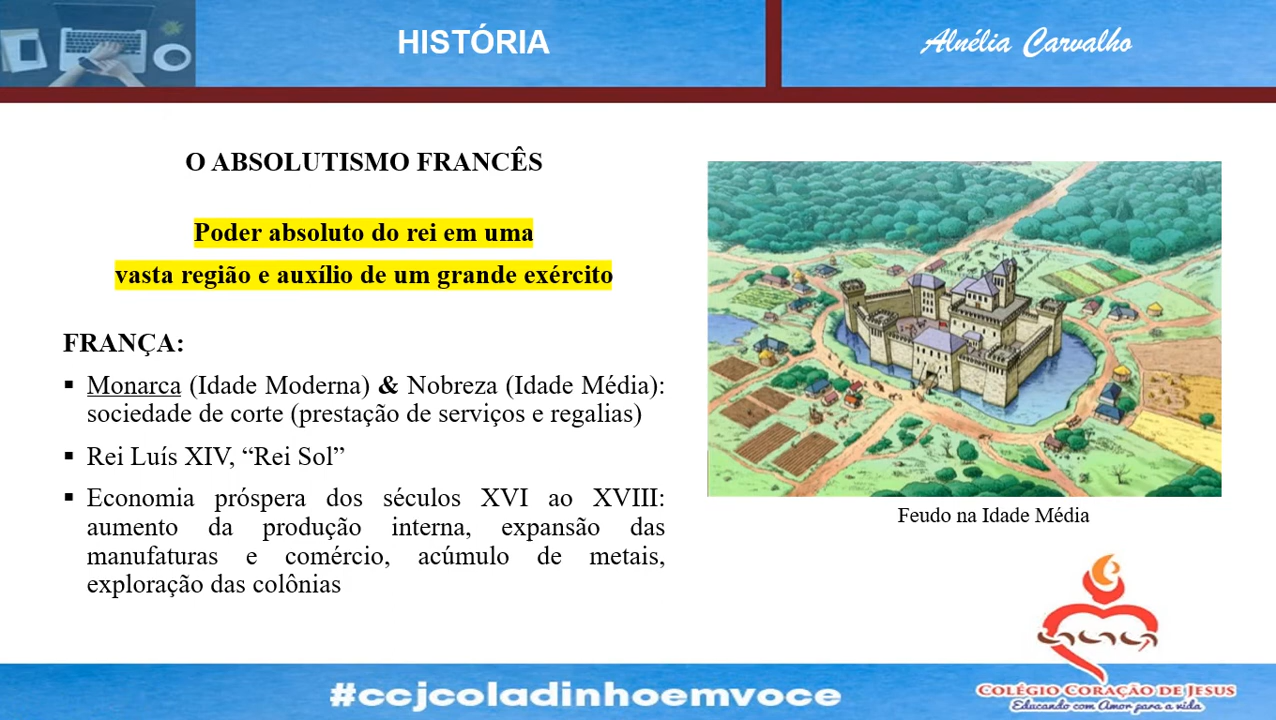 HISTÓRIA
Alnélia Carvalho
O ABSOLUTISMO FRANCÊS
Poder absoluto do rei em uma
vasta região e auxílio de um grande exército
FRANÇA:
▪ Monarca (Idade Moderna) & Nobreza (Idade Média):
sociedade de corte (prestação de serviços e regalias)
▪ Rei Luís XIV, “Rei Sol”
▪ Economia próspera dos séculos XVI ao XVIII:
aumento da produção interna, expansão das
manufaturas e comércio, acúmulo de metais,
exploração das colônias
Feudo na Idade Média
#ccjcoladinhoemvoce
COLÉGIO CORAÇÃO DE JESUS
Educando com Amor para a vida